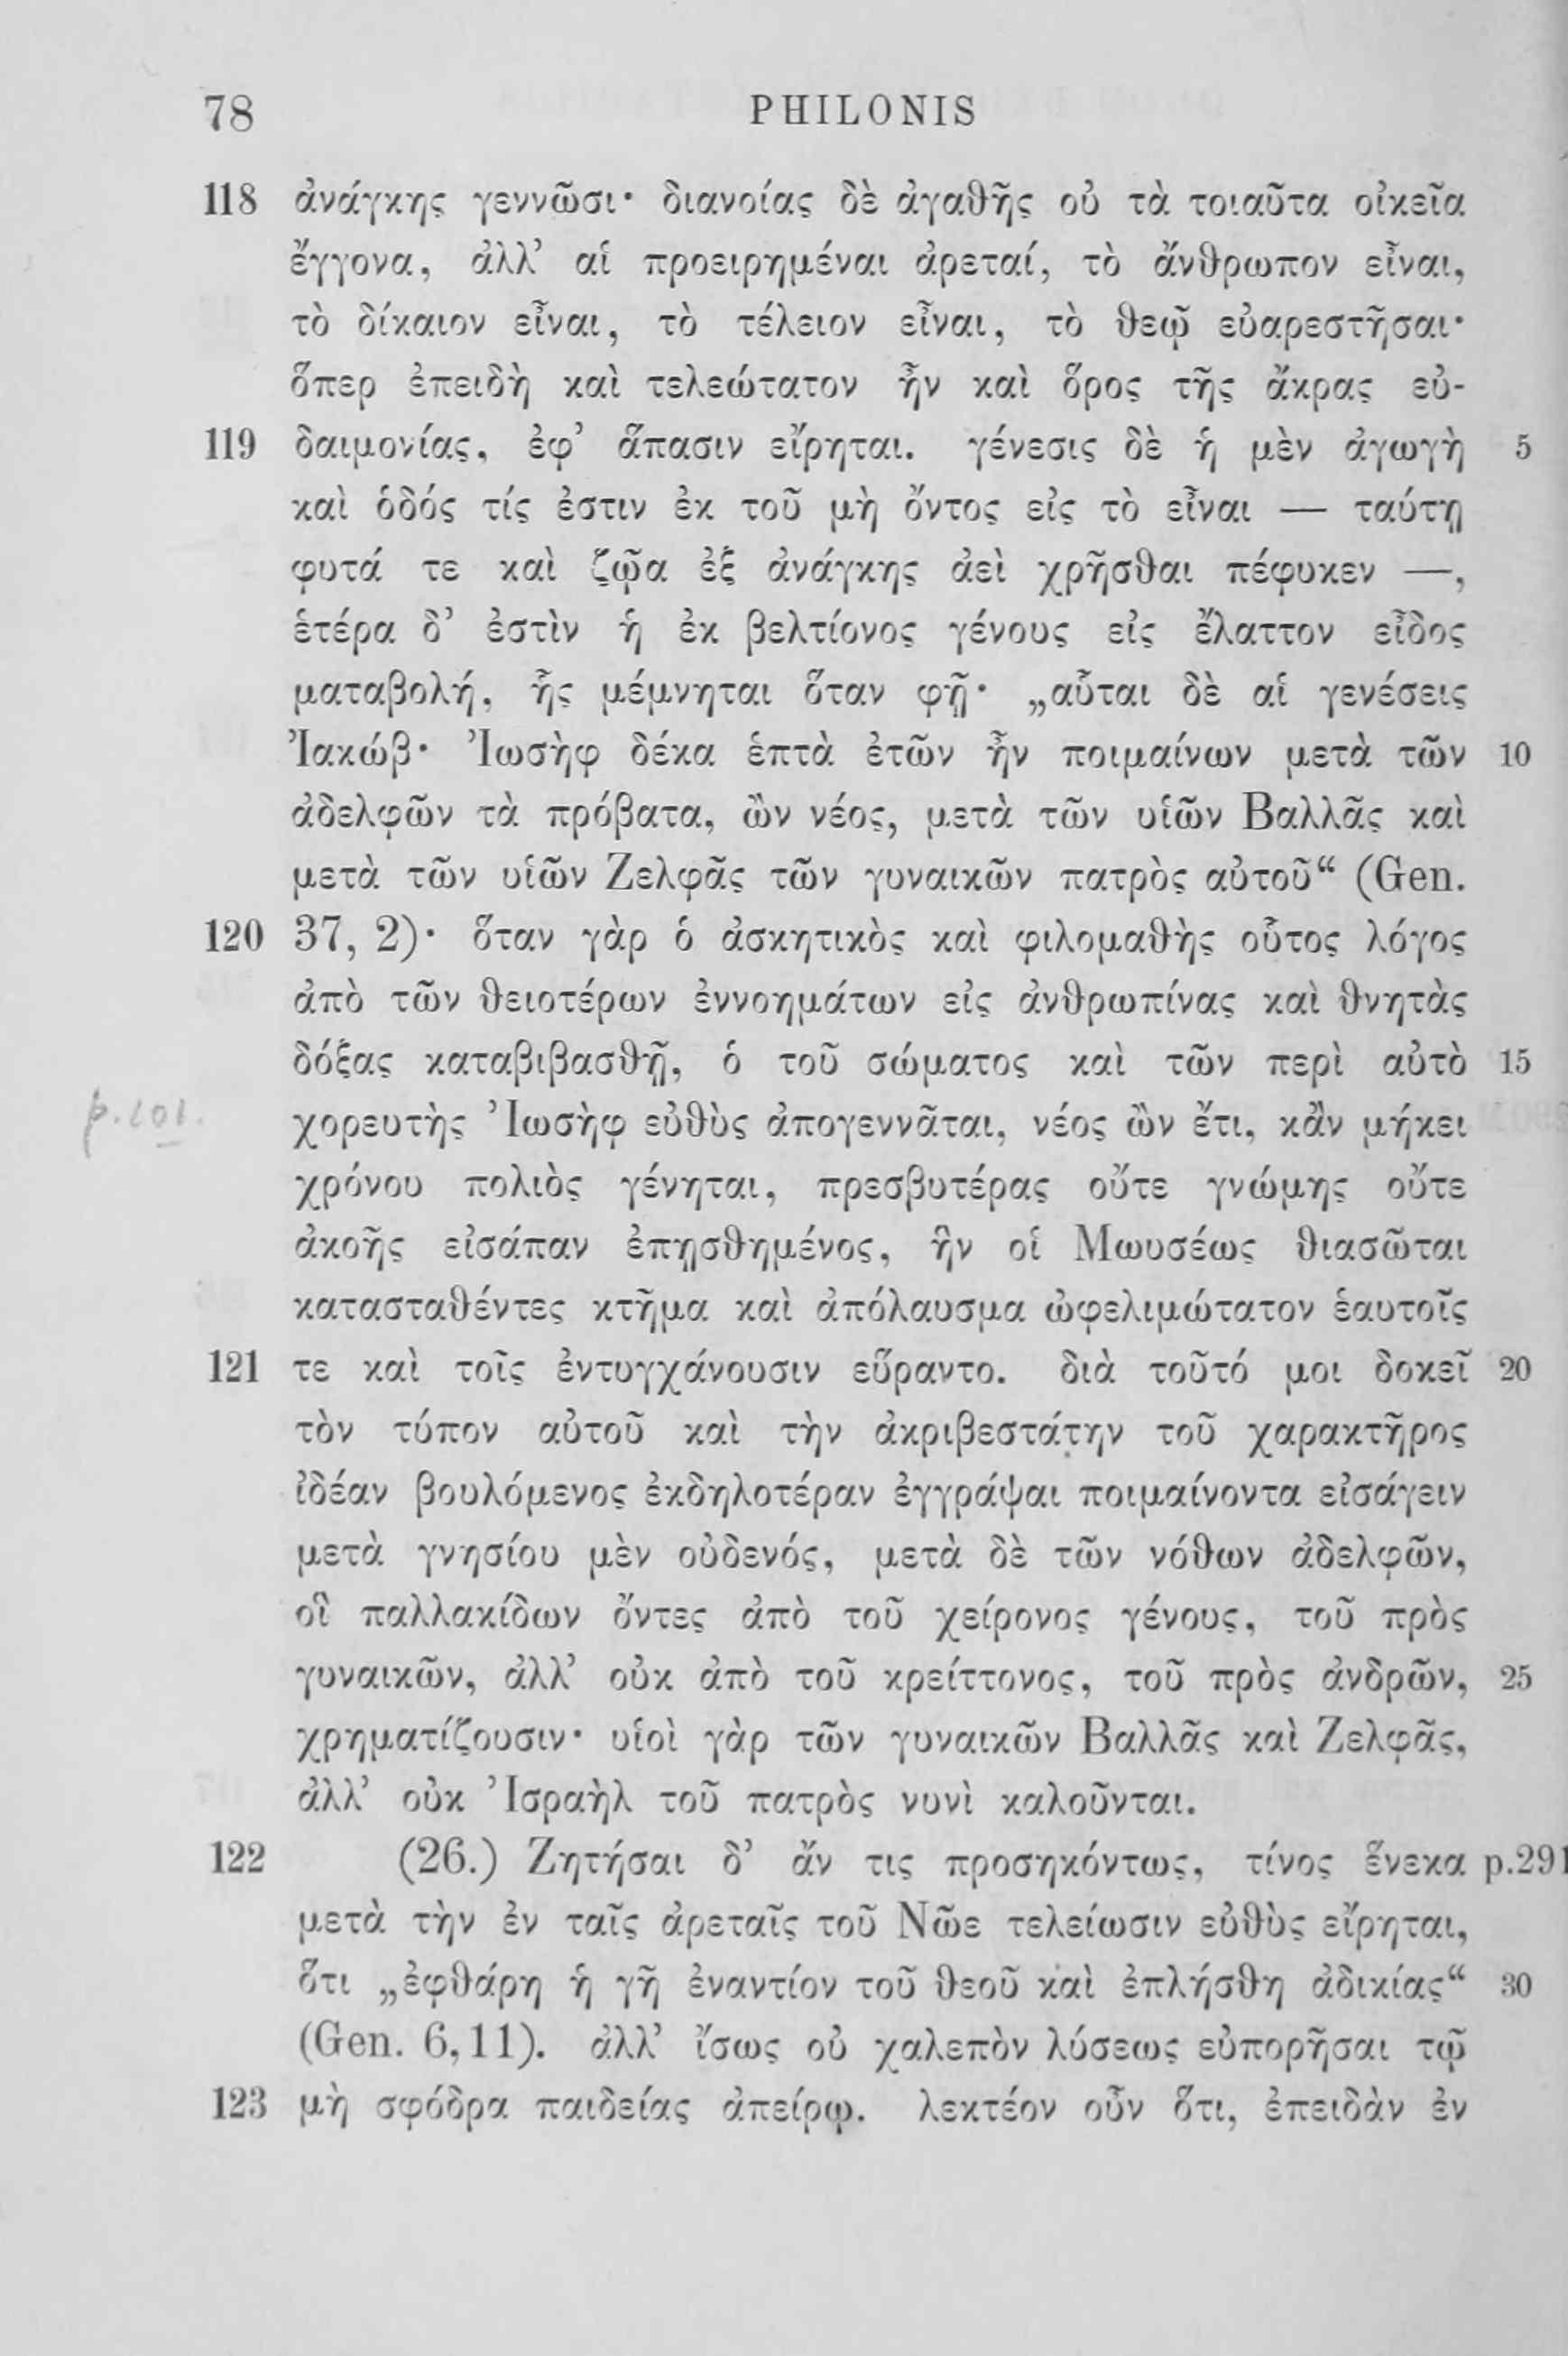 78 PHILONIS
118 ἀνάγκης γεννῶσι· διανοίας δὲ ἀγαθῆς οὐ τὰ τοιαῦτα οἰκεῖα
ἔγγονα, ἀλλ’ αἱ προειρημέναι ἀρεταί, τὸ ἄνθρωπον εἶναι,
τὸ δίκαιον εἶναι, τὸ τέλειον εἶναι, τὸ θεῷ εὐαρεστῆσαι·
ὅπερ ἐπειδὴ καὶ τελεώτατον ἦν καὶ ὅρος τῆς ἄκρας εὐ-
119 δαιμονίας, ἐφ’ ἅπασιν εἴρηται. γένεσις δὲ ἡ μὲν ἀγωγὴ 5
καὶ ὁδός τίς ἐστιν ἐκ τοῦ μὴ ὄντος εἰς τὸ εἶναι — ταύτῃ
φυτά τε καὶ ζῷα ἐξ ἀνάγκης ἀεὶ χρῆσθαι πέφυκεν —,
ἑτέρα δ’ ἐστὶν ἡ ἐκ βελτίονος γένους εἰς ἔλαττον εἶδος
ματαβολή, ἧς μέμνηται ὅταν φῇ· „αὗται δὲ αἱ γενέσεις
Ἰακώβ· Ἰωσὴφ δέκα ἑπτὰ ἐτῶν ἦν ποιμαίνων μετὰ τῶν 10
ἀδελφῶν τὰ πρόβατα, ὢν νέος, μετὰ τῶν υἱῶν Βαλλᾶς καὶ
μετὰ τῶν υἱῶν Ζελφᾶς τῶν γυναικῶν πατρὸς αὐτοῦ“ (Gen.
120 37, 2)· ὅταν γὰρ ὁ ἀσκητικὸς καὶ φιλομαθὴς οὗτος λόγος
ἀπὸ τῶν θειοτέρων ἐννοημάτων εἰς ἀνθρωπίνας καὶ θνητὰς
δόξας καταβιβασθῇ, ὁ τοῦ σώματος καὶ τῶν περὶ αὐτὸ 15
p.101. χορευτὴς Ἰωσὴφ εὐθὺς ἀπογεννᾶται, νέος ὢν ἔτι, κἂν μήκει
χρόνου πολιὸς γένηται, πρεσβυτέρας οὔτε γνώμης οὔτε
ἀκοῆς εἰσάπαν ἐπῃσθημένος, ἣν οἱ Μωυσέως θιασῶται
κατασταθέντες κτῆμα καὶ ἀπόλαυσμα ὠφελιμώτατον ἑαυτοῖς
121 τε καὶ τοῖς ἐντυγχάνουσιν εὕραντο. διὰ τοῦτό μοι δοκεῖ 20
τὸν τύπον αὐτοῦ καὶ τὴν ἀκριβεστάτην τοῦ χαρακτῆρος
ἰδέαν βουλόμενος ἐκδηλοτέραν ἐγγράψαι ποιμαίνοντα εἰσάγειν
μετὰ γνησίου μὲν οὐδενός, μετὰ δὲ τῶν νόθων ἀδελφῶν,
οἳ παλλακίδων ὄντες ἀπὸ τοῦ χείρονος γένους, τοῦ πρὸς
γυναικῶν, ἀλλ’ οὐκ ἀπὸ τοῦ κρείττονος, τοῦ πρὸς ἀνδρῶν, 25
χρηματίζουσιν· υἱοὶ γὰρ τῶν γυναικῶν Βαλλᾶς καὶ Ζελφᾶς,
ἀλλ’ οὐκ Ἰσραὴλ τοῦ πατρὸς νυνὶ καλοῦνται.
122 (26.) Ζητήσαι δ’ ἄν τις προσηκόντως, τίνος ἕνεκα p.291
μετὰ τὴν ἐν ταῖς ἀρεταῖς τοῦ Νῶε τελείωσιν εὐθὺς εἴρηται,
ὅτι „ἐφθάρη ἡ γῆ ἐναντίον τοῦ θεοῦ καὶ ἐπλήσθη ἀδικίας“ 30
(Gen. 6,11). ἀλλ’ ἴσως οὐ χαλεπὸν λύσεως εὐπορῆσαι τῷ
123 μὴ σφόδρα παιδείας ἀπείρῳ. λεκτέον οὖν ὅτι, ἐπειδὰν ἐν